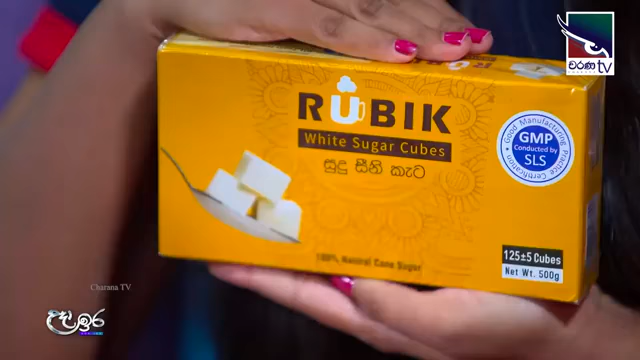 චරණ tv
RUBIK
White Sugar Cubes
සුදු සීනි කැට
Good Manufacturing Practice Certification
GMP
Conducted by
SLS
100% Natural Cane Sugar
125±5 Cubes
Net Wt. 500g
Charana TV